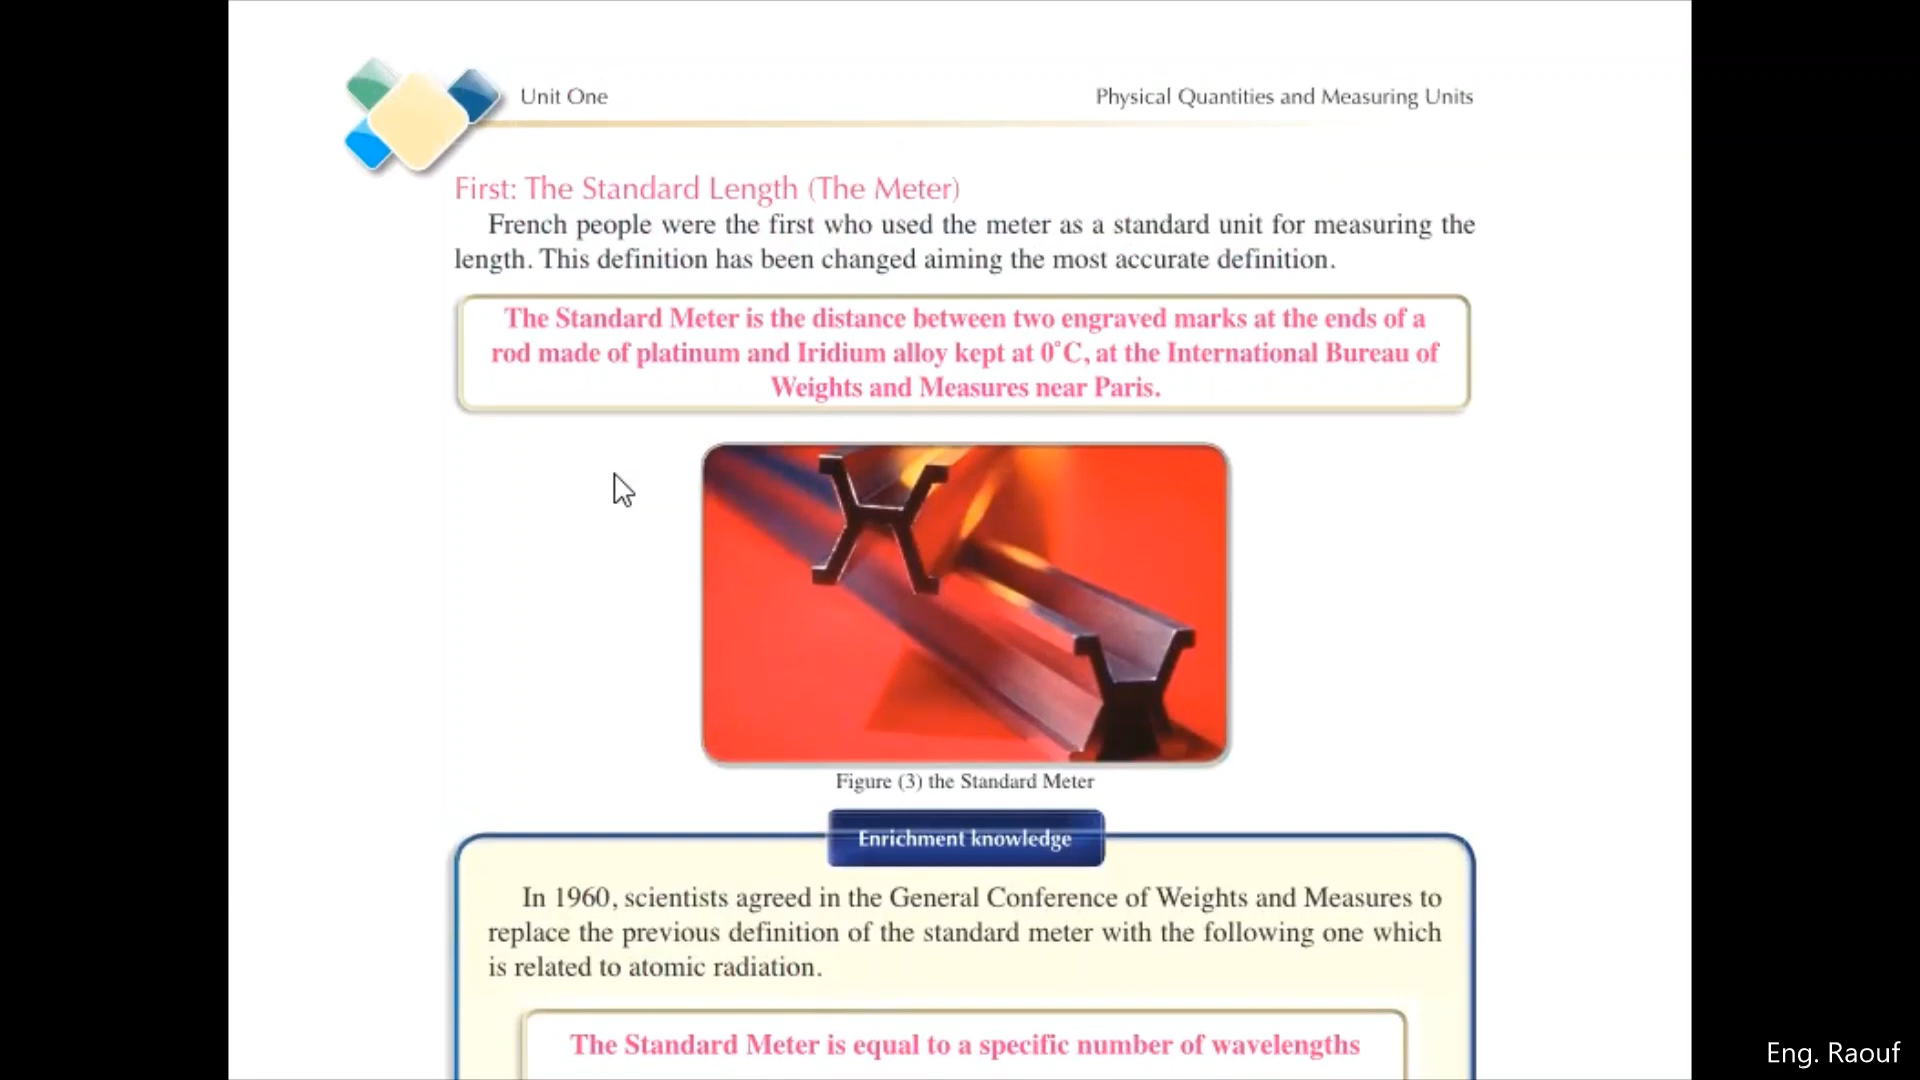 Unit One
Physical Quantities and Measuring Units
First: The Standard Length (The Meter)
French people were the first who used the meter as a standard unit for measuring the
length. This definition has been changed aiming the most accurate definition.
The Standard Meter is the distance between two engraved marks at the ends of a
rod made of platinum and Iridium alloy kept at 0°C, at the International Bureau of
Weights and Measures near Paris.
Figure (3) the Standard Meter
Enrichment knowledge
In 1960, scientists agreed in the General Conference of Weights and Measures to
replace the previous definition of the standard meter with the following one which
is related to atomic radiation.
The Standard Meter is equal to a specific number of wavelengths
Eng. Raouf